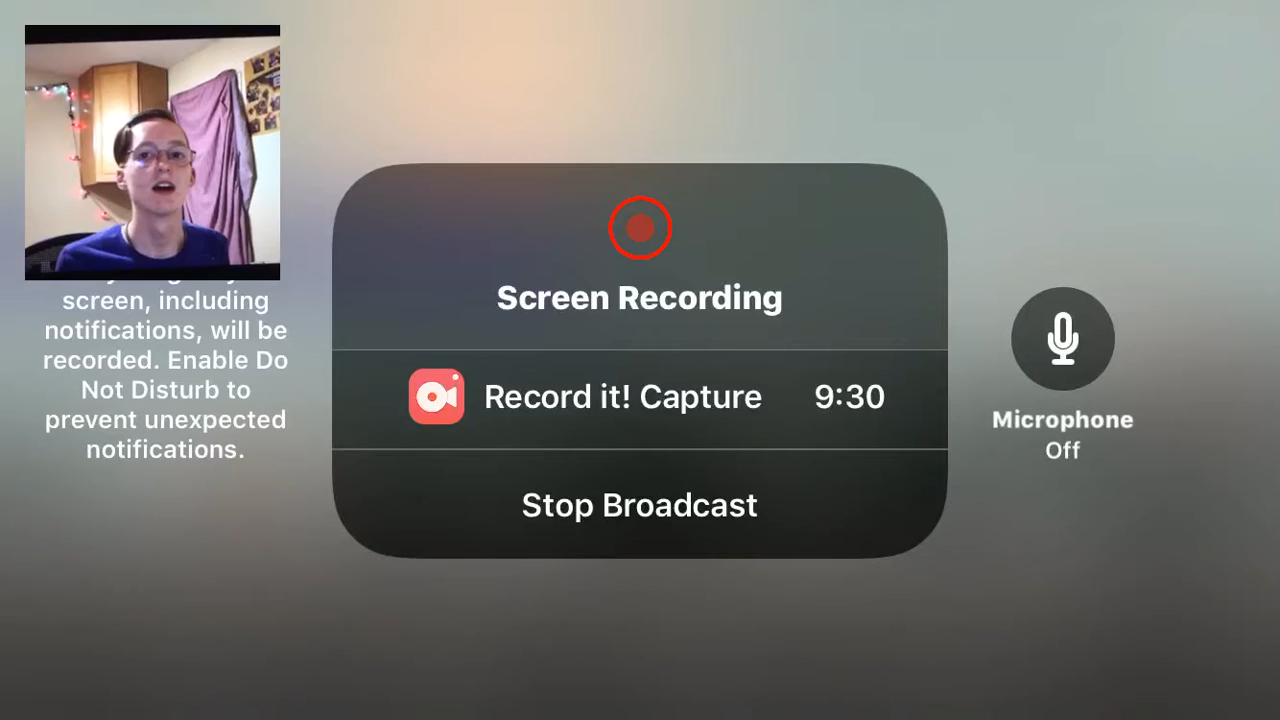 screen, including
notifications, will be
recorded. Enable Do
Not Disturb to
prevent unexpected
notifications.
Screen Recording
Record it! Capture 9:30
Stop Broadcast
Microphone
Off